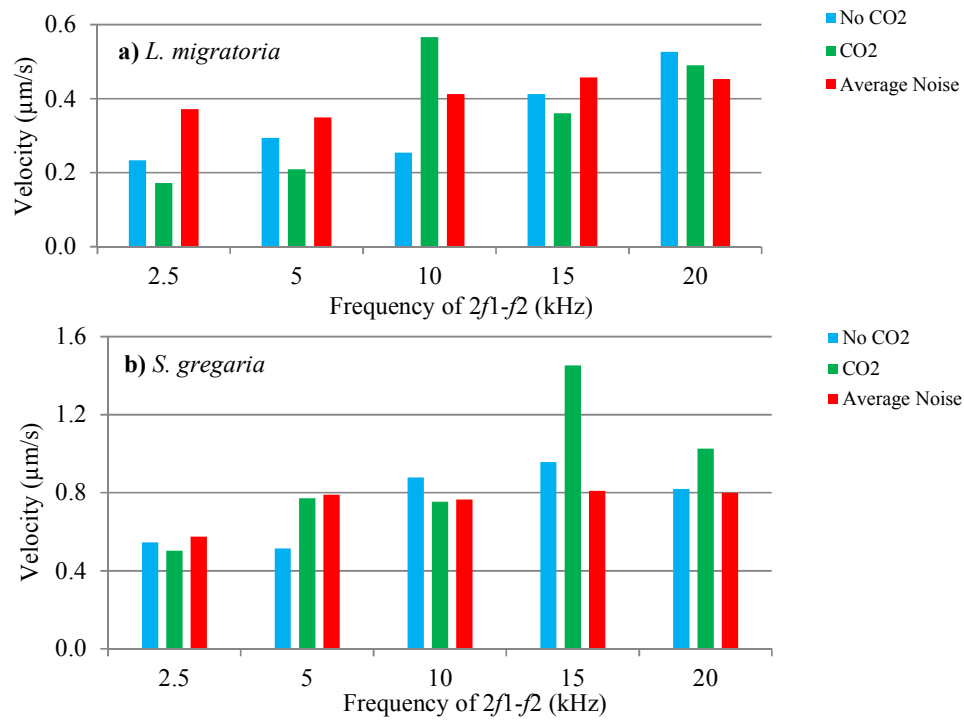 a) L. migratoria
Velocity (µm/s)
0.6
0.4
0.2
0.0
2.5 5 10 15 20
Frequency of 2f1-f2 (kHz)
No CO2
CO2
Average Noise
b) S. gregaria
Velocity (µm/s)
1.6
1.2
0.8
0.4
0.0
2.5 5 10 15 20
Frequency of 2f1-f2 (kHz)
No CO2
CO2
Average Noise